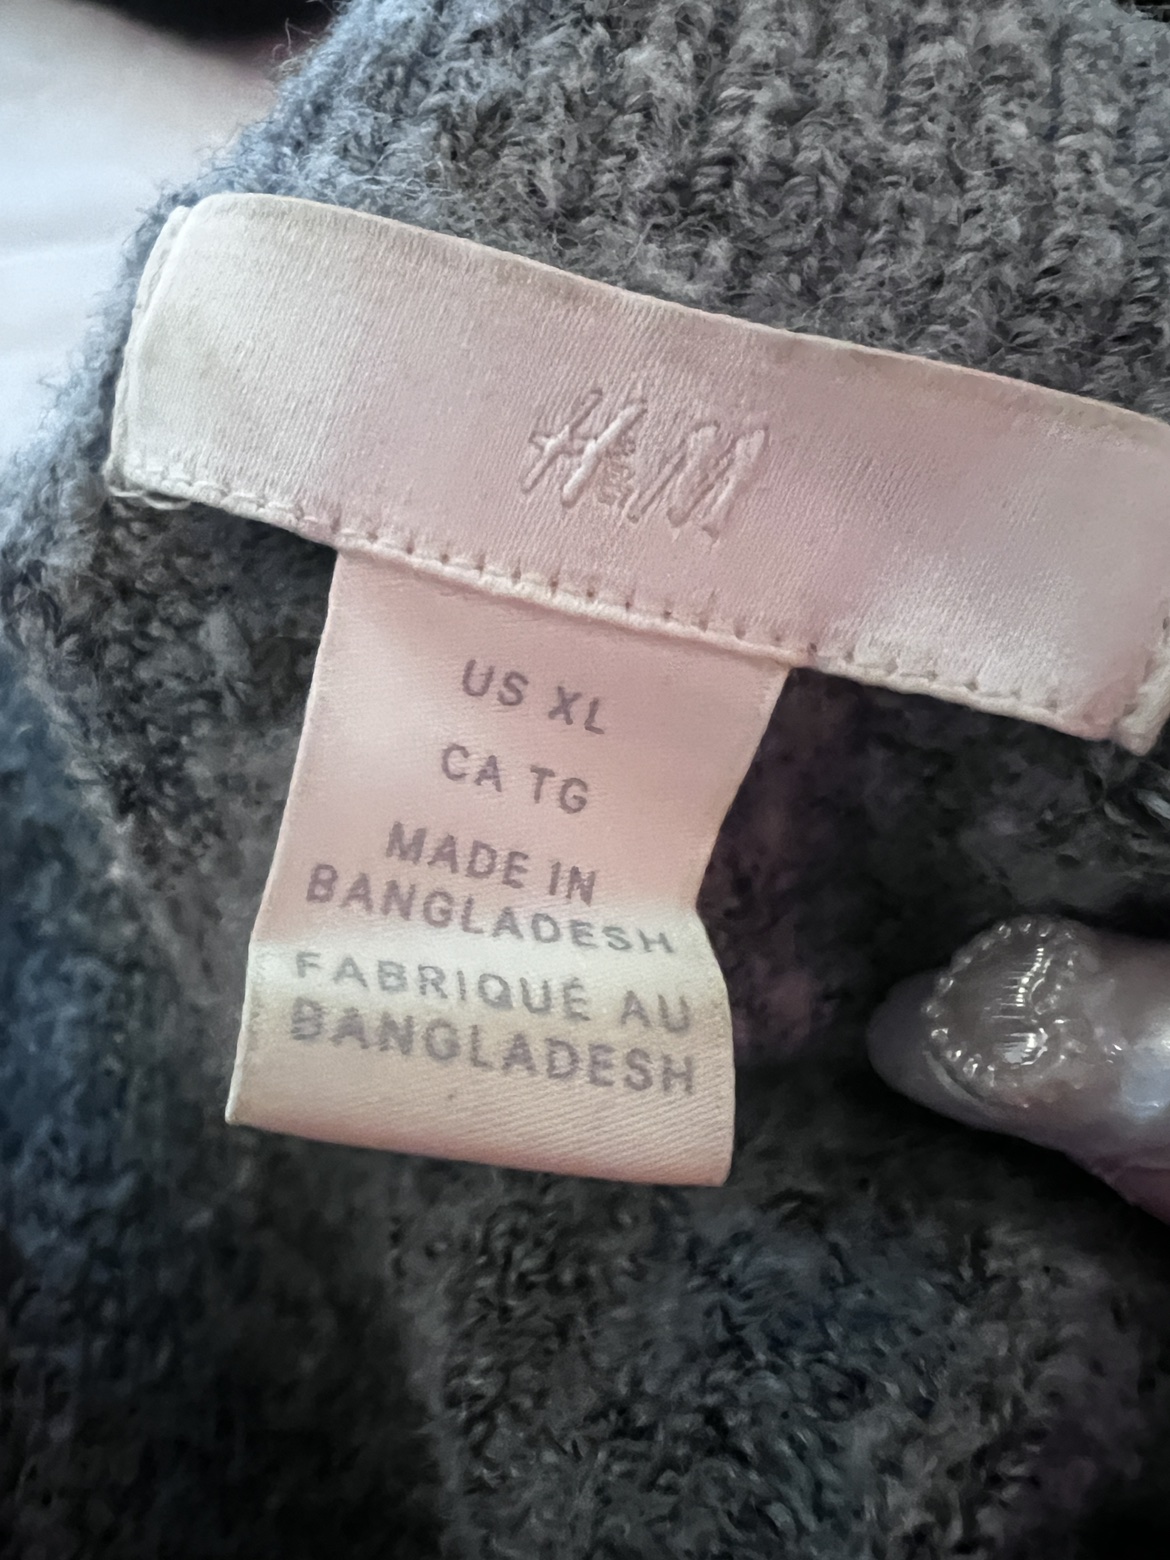 H&M
US XL
CA TG
MADE IN
BANGLADESH
FABRIQUÉ AU
BANGLADESH